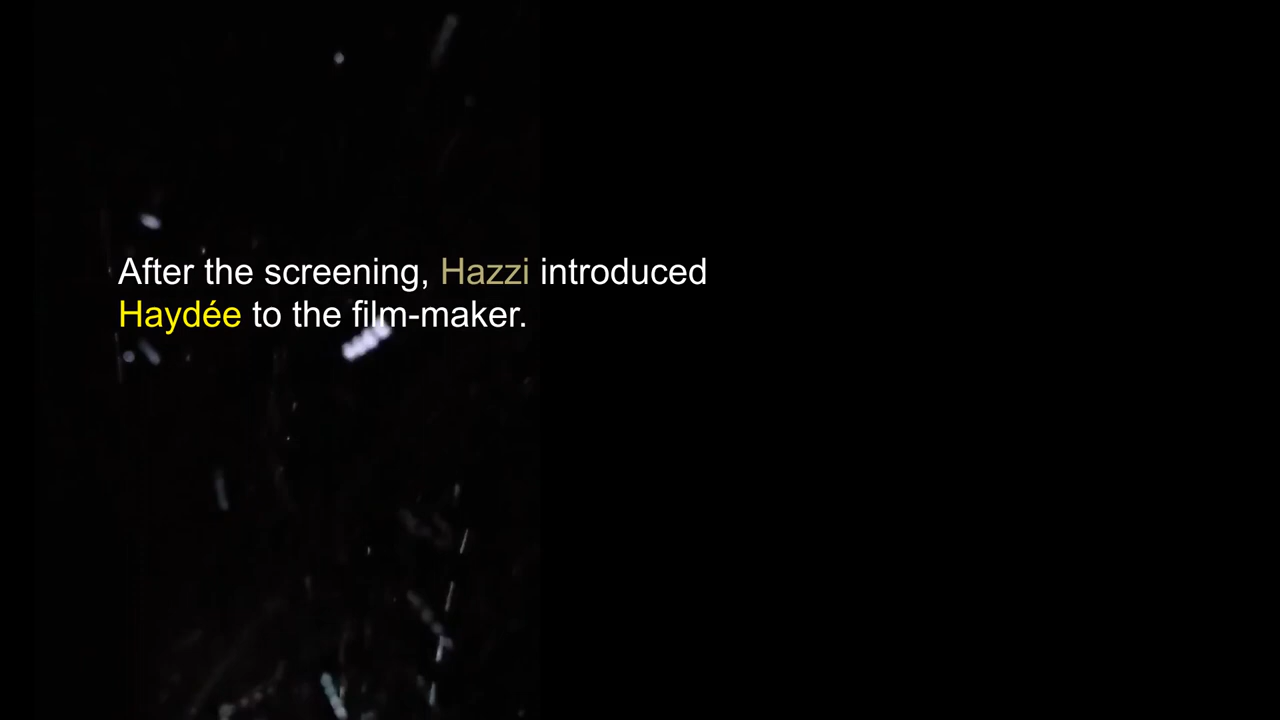 After the screening, Hazzi introduced
Haydée to the film-maker.